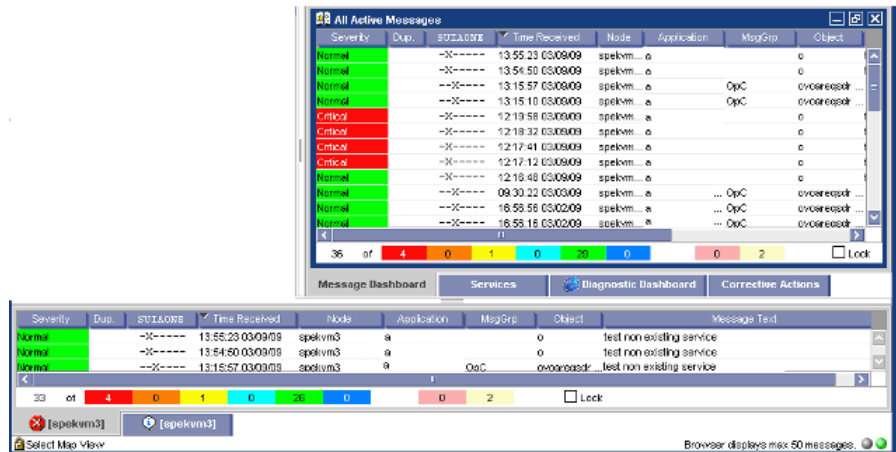 All Active Messages
Severity Dup. SUIAONE Time Received Node Application MsgGrp Object
Normal --X----- 13:55:23 03/09/09 spekvm... a o
Normal --X----- 13:54:50 03/09/09 spekvm... a o
Normal --X----- 13:15:57 03/09/09 spekvm... a OpC ovoareqsdr ...
Normal --X----- 13:15:10 03/09/09 spekvm... a OpC ovoareqsdr ...
Critical -X----- 12:19:58 03/09/09 spekvm... a o
Critical -X----- 12:18:32 03/09/09 spekvm... a o
Critical -X----- 12:17:41 03/09/09 spekvm... a o
Critical -X----- 12:17:12 03/09/09 spekvm... a o
Normal -X----- 12:16:48 03/09/09 spekvm... a o
Normal --X---- 09:30:22 03/03/09 spekvm... a ... OpC ovoareqsdr ...
Normal --X---- 16:56:56 03/02/09 spekvm... a ... OpC ovoareqsdr ...
Normal --X---- 16:56:16 03/02/09 spekvm... a ... OpC ovoareqsdr ...
36 of 4 0 1 0 29 0 0 2 Lock
Message Dashboard Services Diagnostic Dashboard Corrective Actions
Severity Dup. SUIAONE Time Received Node Application MsgGrp Object Message Text
Normal -X----- 13:55:23 03/09/09 spekvm3 a o test non existing service
Normal -X----- 13:54:50 03/09/09 spekvm3 a o test non existing service
Normal --X---- 13:15:57 03/09/09 spekvm3 a OpC ovoareqsdr ... test non existing service
33 of 4 0 1 0 26 0 0 2 Lock
[spekvm3] [spekvm3]
Select Map View Browser displays max 50 messages.